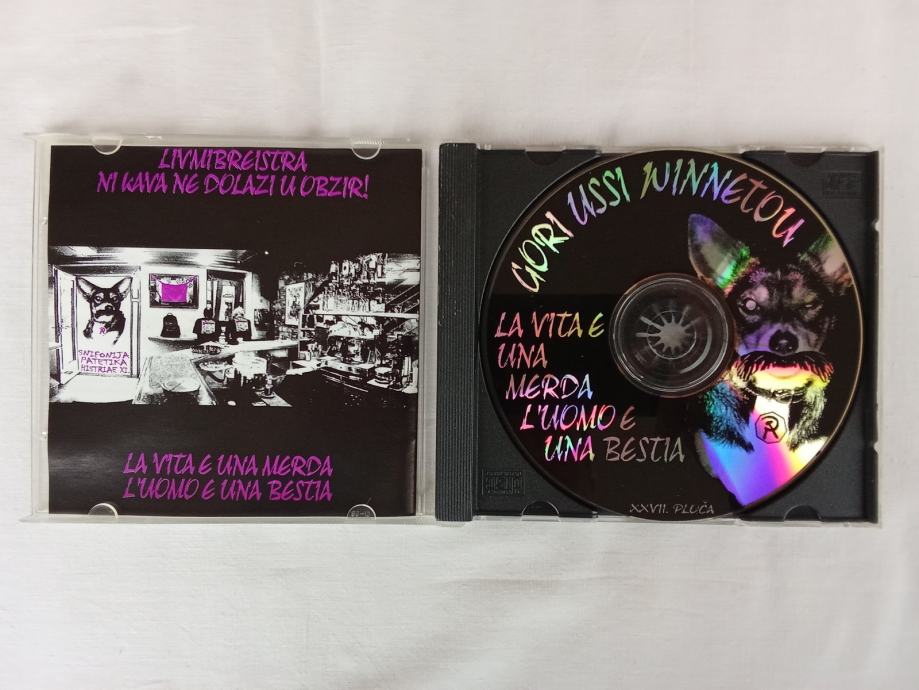 LIVMIBREISTRA
NI KAVA NE DOLAZI U OBZIR!
SNIFONIJA
PATETIKA
HISTRIAE XI
LA VITA E UNA MERDA
L'UOMO E UNA BESTIA
GORI USSI WINNETOU
LA VITA E
UNA
MERDA
L'UOMO E
UNA BESTIA
R
XXVII. PLUČA